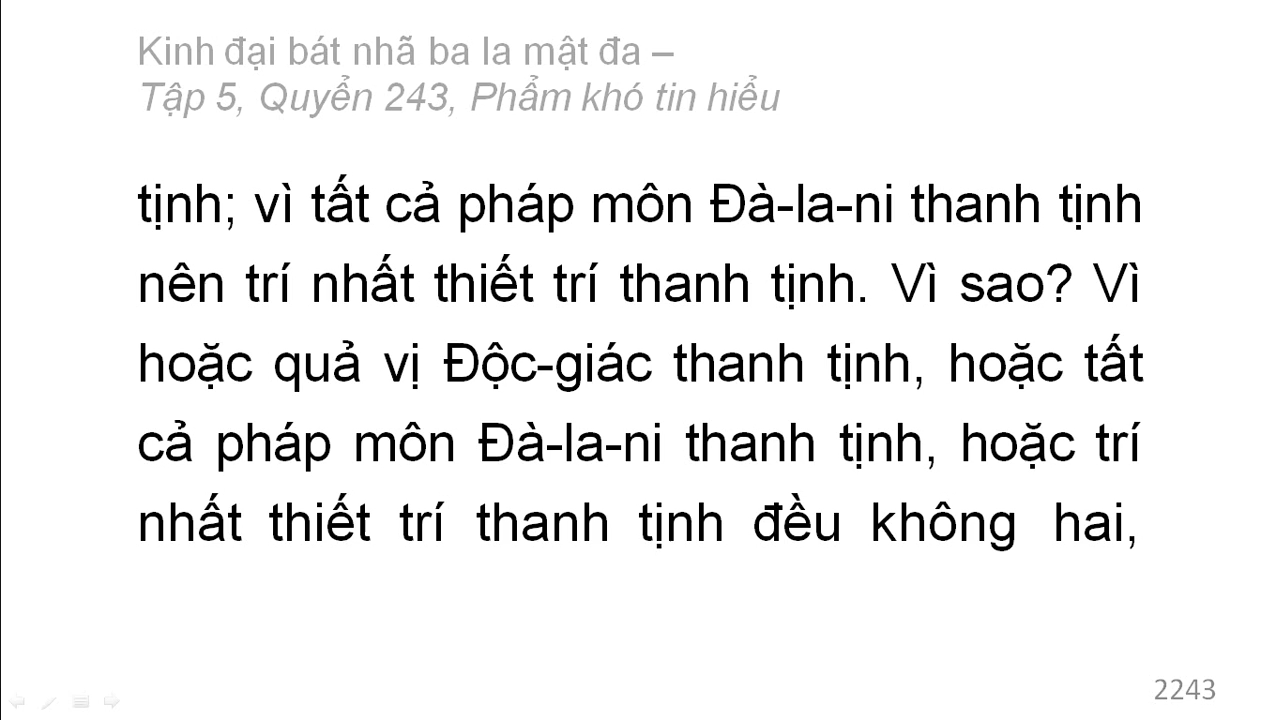 Kinh đại bát nhã ba la mật đa –
Tập 5, Quyển 243, Phẩm khó tin hiểu
tịnh; vì tất cả pháp môn Đà-la-ni thanh tịnh
nên trí nhất thiết trí thanh tịnh. Vì sao? Vì
hoặc quả vị Độc-giác thanh tịnh, hoặc tất
cả pháp môn Đà-la-ni thanh tịnh, hoặc trí
nhất thiết trí thanh tịnh đều không hai,
2243